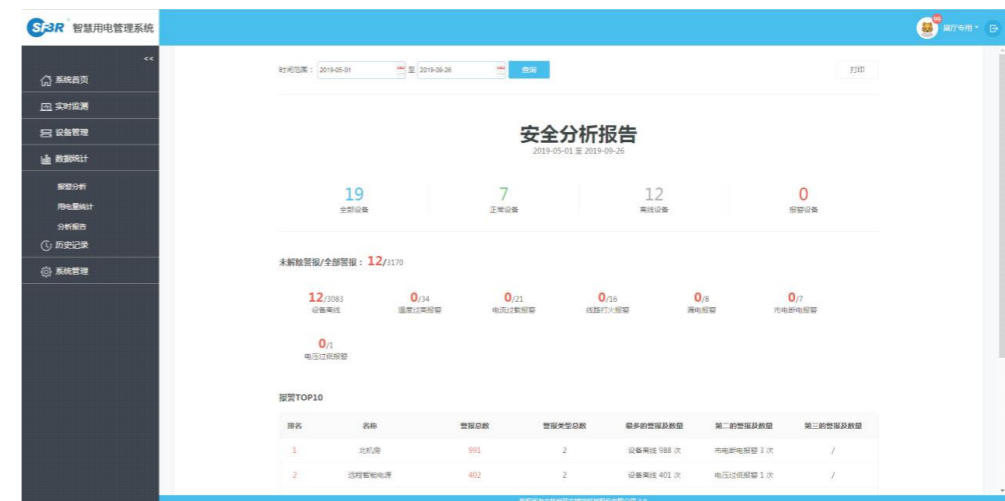 SFBR 智慧用电管理系统
展厅专用
<<
系统首页
实时监测
设备管理
数据统计
报警分析
用电量统计
分析报告
历史记录
系统管理
时间范围： 2019-05-01 至 2019-09-26 查询 打印
安全分析报告
2019-05-01 至 2019-09-26
19 7 12 0
全部设备 正常设备 离线设备 报警设备
未解除警报/全部警报： 12/3170
12/3083 0/34 0/21 0/16 0/8 0/7
设备离线 温度过高报警 电流过载报警 线路打火报警 漏电报警 市电断电报警
0/1
电压过低报警
报警TOP10
排名 名称 警报总数 警报类型总数 最多的警报及数量 第二的警报及数量 第三的警报及数量
1 北机房 991 2 设备离线 988 次 市电断电报警 3 次 /
2 远程智能电源 402 2 设备离线 401 次 电压过低报警 1 次 /